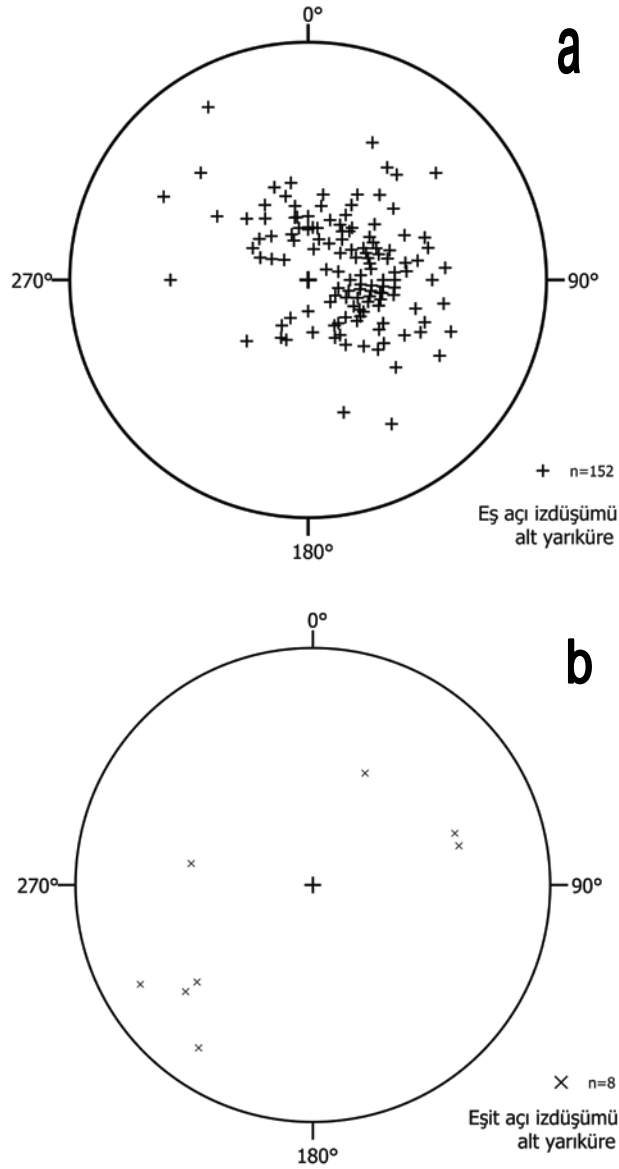 0°
a
270°
90°
n=152
Eş açı izdüşümü
alt yarıküre
180°
0°
b
270°
90°
n=8
Eşit açı izdüşümü
alt yarıküre
180°